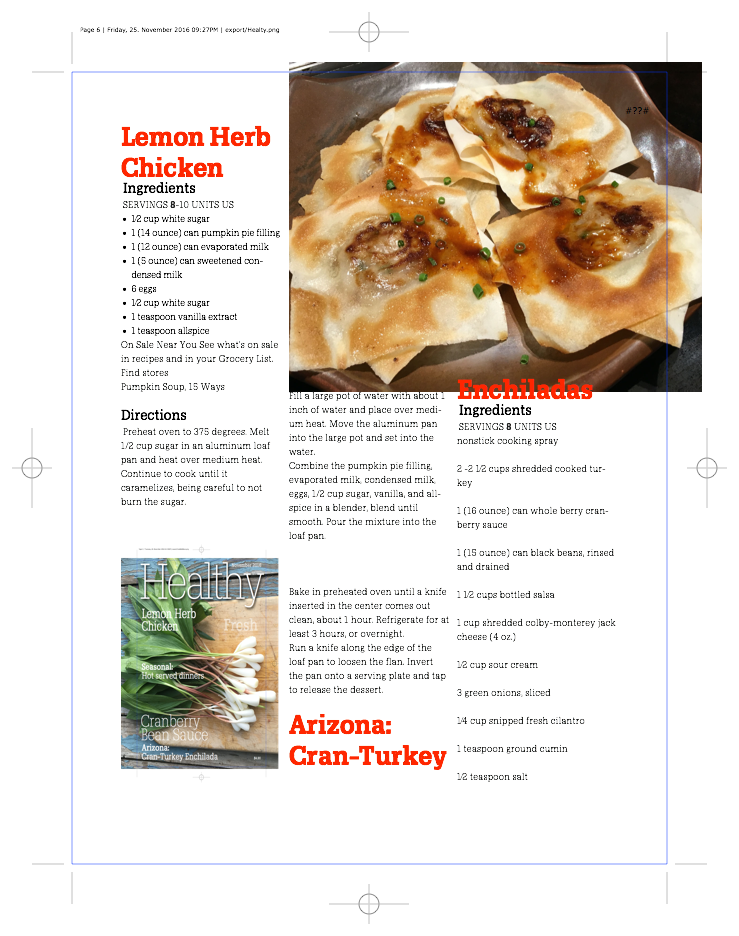 Page 6 | Friday, 25. November 2016 09:27PM | export/Healty.png
#??#
Lemon Herb
Chicken
Ingredients
SERVINGS 8-10 UNITS US
• 1/2 cup white sugar
• 1 (14 ounce) can pumpkin pie filling
• 1 (12 ounce) can evaporated milk
• 1 (5 ounce) can sweetened con-
densed milk
• 6 eggs
• 1/2 cup white sugar
• 1 teaspoon vanilla extract
• 1 teaspoon allspice
On Sale Near You See what's on sale
in recipes and in your Grocery List.
Find stores
Pumpkin Soup, 15 Ways
Directions
Preheat oven to 375 degrees. Melt
1/2 cup sugar in an aluminum loaf
pan and heat over medium heat.
Continue to cook until it
caramelizes, being careful to not
burn the sugar.
Healthy
Lemon Herb
Chicken
Fresh
Seasonal:
Hot served dinners
Cranberry
Bean Sauce
Arizona:
Cran-Turkey Enchilada
Fill a large pot of water with about 1
inch of water and place over medi-
um heat. Move the aluminum pan
into the large pot and set into the
water.
Combine the pumpkin pie filling,
evaporated milk, condensed milk,
eggs, 1/2 cup sugar, vanilla, and all-
spice in a blender, blend until
smooth. Pour the mixture into the
loaf pan.
Bake in preheated oven until a knife
inserted in the center comes out
clean, about 1 hour. Refrigerate for at
least 3 hours, or overnight.
Run a knife along the edge of the
loaf pan to loosen the flan. Invert
the pan onto a serving plate and tap
to release the dessert.
Arizona:
Cran-Turkey
Enchiladas
Ingredients
SERVINGS 8 UNITS US
nonstick cooking spray
2 -2 1/2 cups shredded cooked tur-
key
1 (16 ounce) can whole berry cran-
berry sauce
1 (15 ounce) can black beans, rinsed
and drained
1 1/2 cups bottled salsa
1 cup shredded colby-monterey jack
cheese (4 oz.)
1/2 cup sour cream
3 green onions, sliced
1/4 cup snipped fresh cilantro
1 teaspoon ground cumin
1/2 teaspoon salt